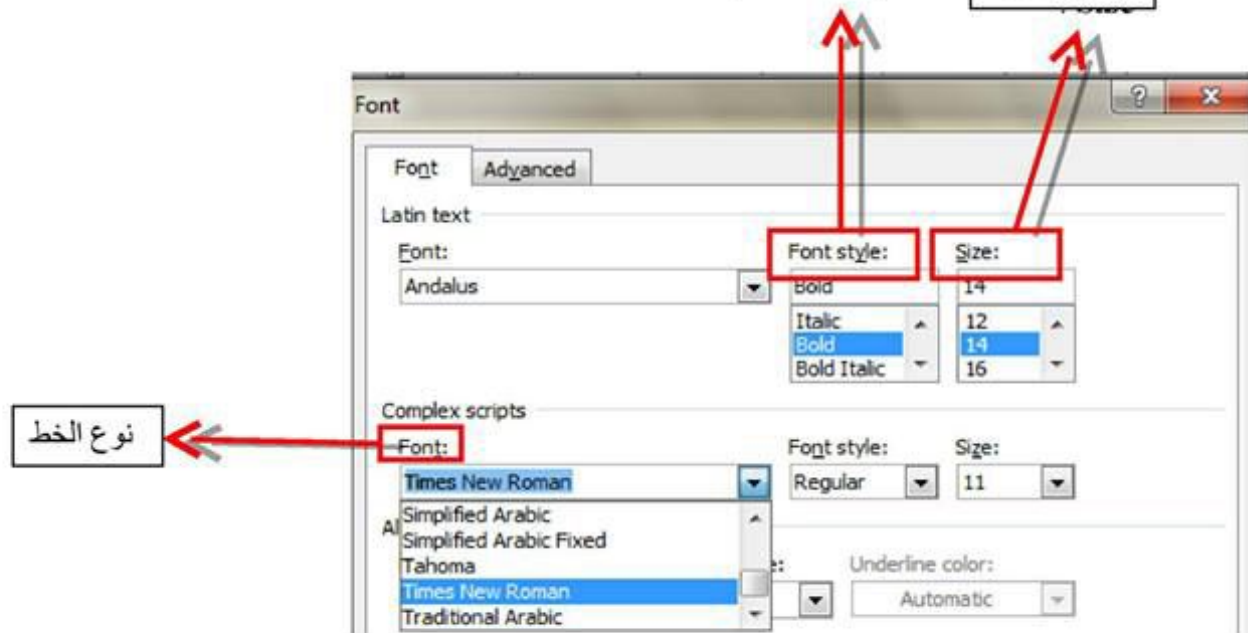 Font
Font Advanced
Latin text
Font: Font style: Size:
Andalus Bold 14
Italic 12
Bold 14
Bold Italic 16
Complex scripts
نوع الخط
Font: Font style: Size:
Times New Roman Regular 11
Simplified Arabic
Simplified Arabic Fixed
Tahoma Underline color:
Times New Roman Automatic
Traditional Arabic